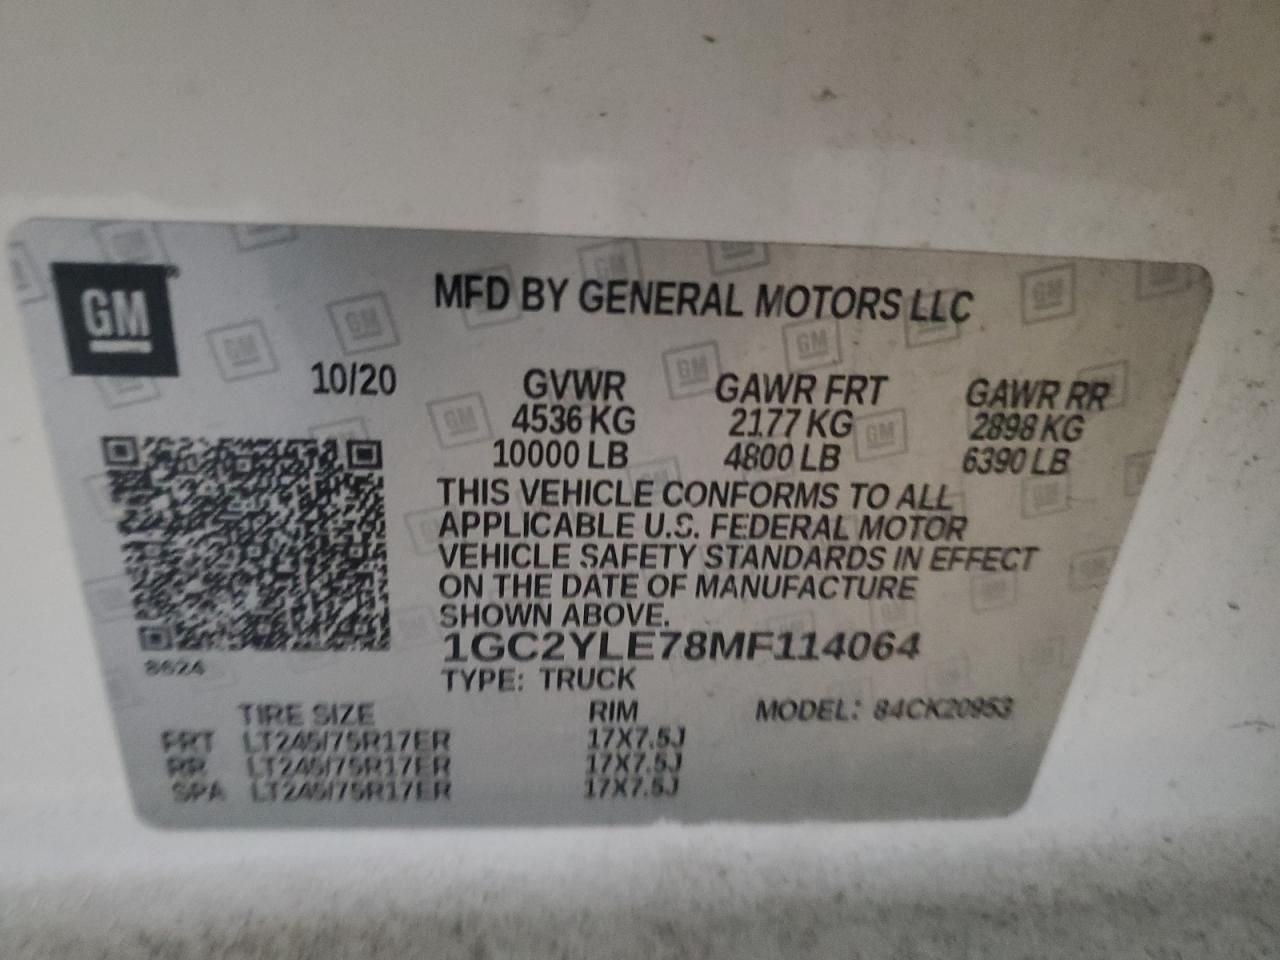 GM
MFD BY GENERAL MOTORS LLC
10/20 GVWR GAWR FRT GAWR RR
4536 KG 2177 KG 2898 KG
10000 LB 4800 LB 6390 LB
THIS VEHICLE CONFORMS TO ALL
APPLICABLE U.S. FEDERAL MOTOR
VEHICLE SAFETY STANDARDS IN EFFECT
ON THE DATE OF MANUFACTURE
SHOWN ABOVE.
1GC2YLE78MF114064
8624
TYPE: TRUCK
TIRE SIZE RIM MODEL: 84CK20953
FRT LT245/75R17ER 17X7.5J
RR LT245/75R17ER 17X7.5J
SPA LT245/75R17ER 17X7.5J